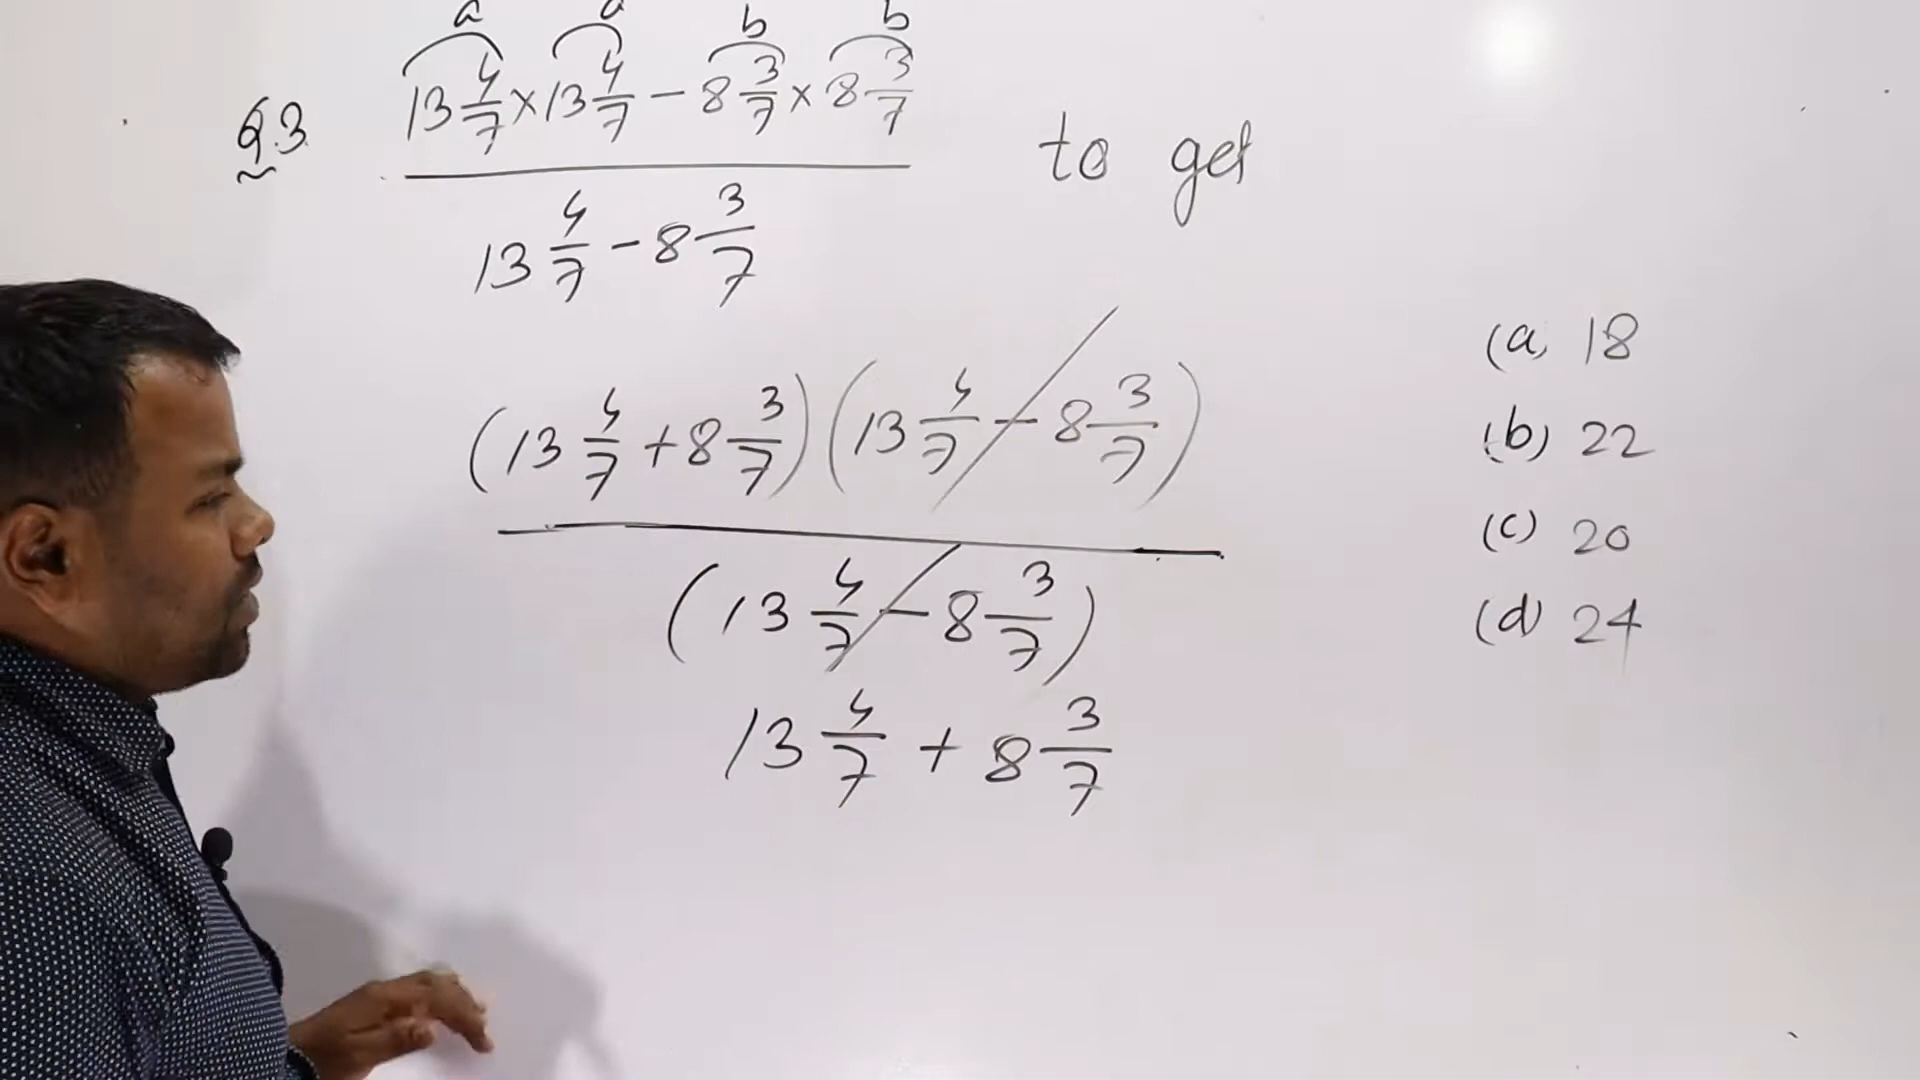 a a b b
Q.3 13 4/7 × 13 4/7 − 8 3/7 × 8 3/7 to get
13 4/7 − 8 3/7
(13 4/7 + 8 3/7) (13 4/7 − 8 3/7)
(13 4/7 − 8 3/7)
13 4/7 + 8 3/7
(a) 18
(b) 22
(c) 20
(d) 24